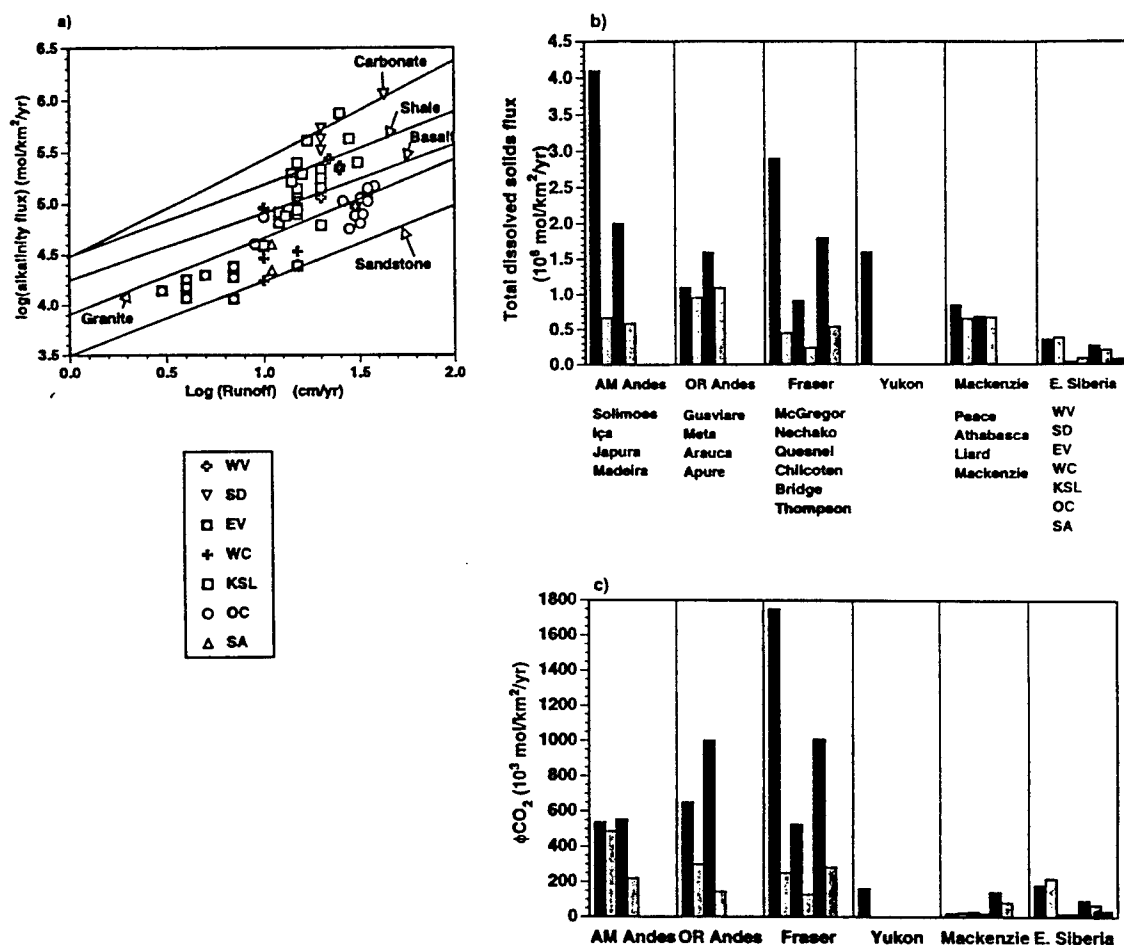 a)
log(alkalinity flux) (mol/km²/yr)
6.5
6.0
5.5
5.0
4.5
4.0
3.5
Carbonate
Shale
Basalt
Sandstone
Granite
0.0
0.5
1.0
1.5
2.0
Log (Runoff) (cm/yr)
WV
SD
EV
WC
KSL
OC
SA
b)
Total dissolved solids flux
(10⁶ mol/km²/yr)
4.5
4.0
3.5
3.0
2.5
2.0
1.5
1.0
0.5
0.0
AM Andes
OR Andes
Fraser
Yukon
Mackenzie
E. Siberia
Solimoes
Iça
Japura
Madeira
Guaviare
Meta
Arauca
Apure
McGregor
Nechako
Quesnel
Chilcoten
Bridge
Thompson
Peace
Athabasca
Liard
Mackenzie
WV
SD
EV
WC
KSL
OC
SA
c)
ϕCO₂ (10³ mol/km²/yr)
1800
1600
1400
1200
1000
800
600
400
200
0
AM Andes
OR Andes
Fraser
Yukon
Mackenzie
E. Siberia